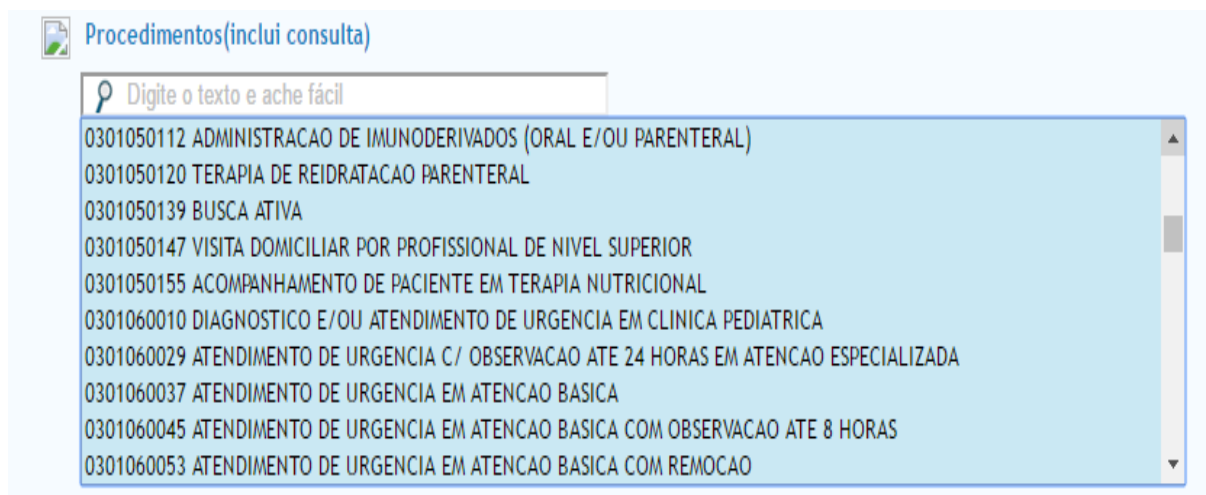 Procedimentos(inclui consulta)
Digite o texto e ache fácil
0301050112 ADMINISTRACAO DE IMUNODERIVADOS (ORAL E/OU PARENTERAL)
0301050120 TERAPIA DE REIDRATACAO PARENTERAL
0301050139 BUSCA ATIVA
0301050147 VISITA DOMICILIAR POR PROFISSIONAL DE NIVEL SUPERIOR
0301050155 ACOMPANHAMENTO DE PACIENTE EM TERAPIA NUTRICIONAL
0301060010 DIAGNOSTICO E/OU ATENDIMENTO DE URGENCIA EM CLINICA PEDIATRICA
0301060029 ATENDIMENTO DE URGENCIA C/ OBSERVACAO ATE 24 HORAS EM ATENCAO ESPECIALIZADA
0301060037 ATENDIMENTO DE URGENCIA EM ATENCAO BASICA
0301060045 ATENDIMENTO DE URGENCIA EM ATENCAO BASICA COM OBSERVACAO ATE 8 HORAS
0301060053 ATENDIMENTO DE URGENCIA EM ATENCAO BASICA COM REMOCAO